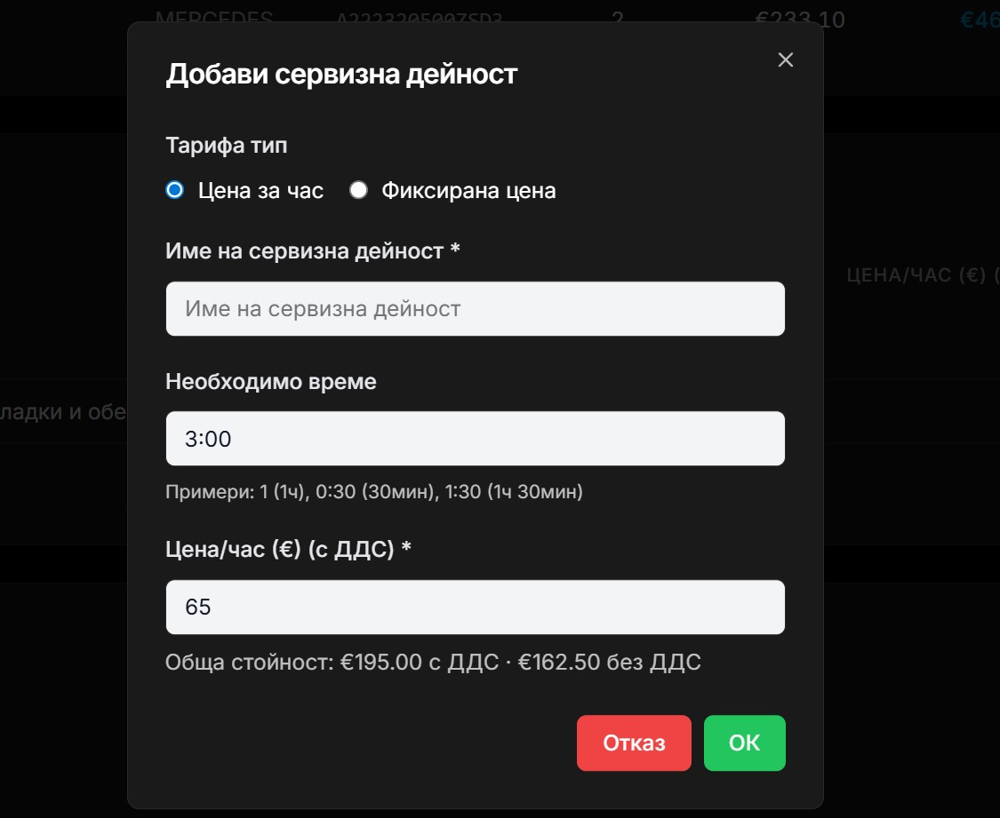 MERCEDES A222320500ZSD3 2 €233.10 €46
Добави сервизна дейност
Тарифа тип
Цена за час Фиксирана цена
Име на сервизна дейност *
ЦЕНА/ЧАС (€) (
Име на сервизна дейност
Необходимо време
ладки и обе
3:00
Примери: 1 (1ч), 0:30 (30мин), 1:30 (1ч 30мин)
Цена/час (€) (с ДДС) *
65
Обща стойност: €195.00 с ДДС · €162.50 без ДДС
Отказ OK